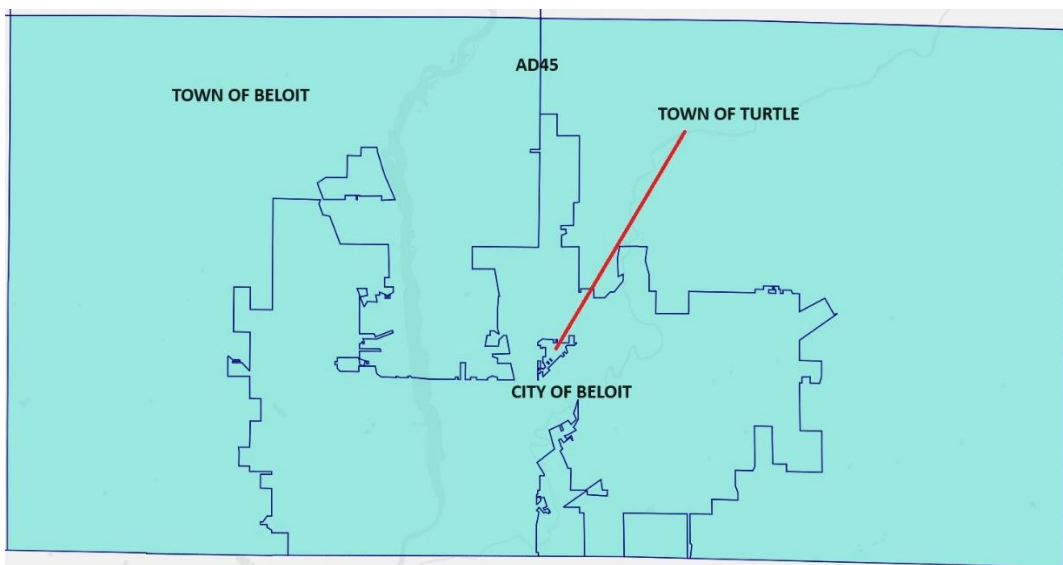 AD45
TOWN OF BELOIT
TOWN OF TURTLE
CITY OF BELOIT